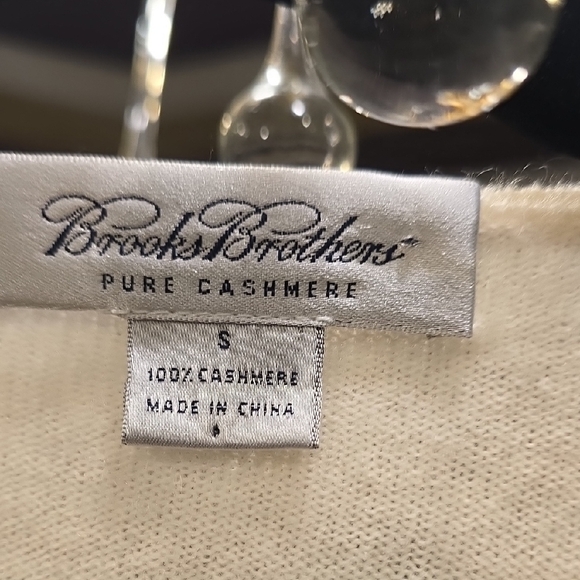 Brooks Brothers
PURE CASHMERE
S
100% CASHMERE
MADE IN CHINA